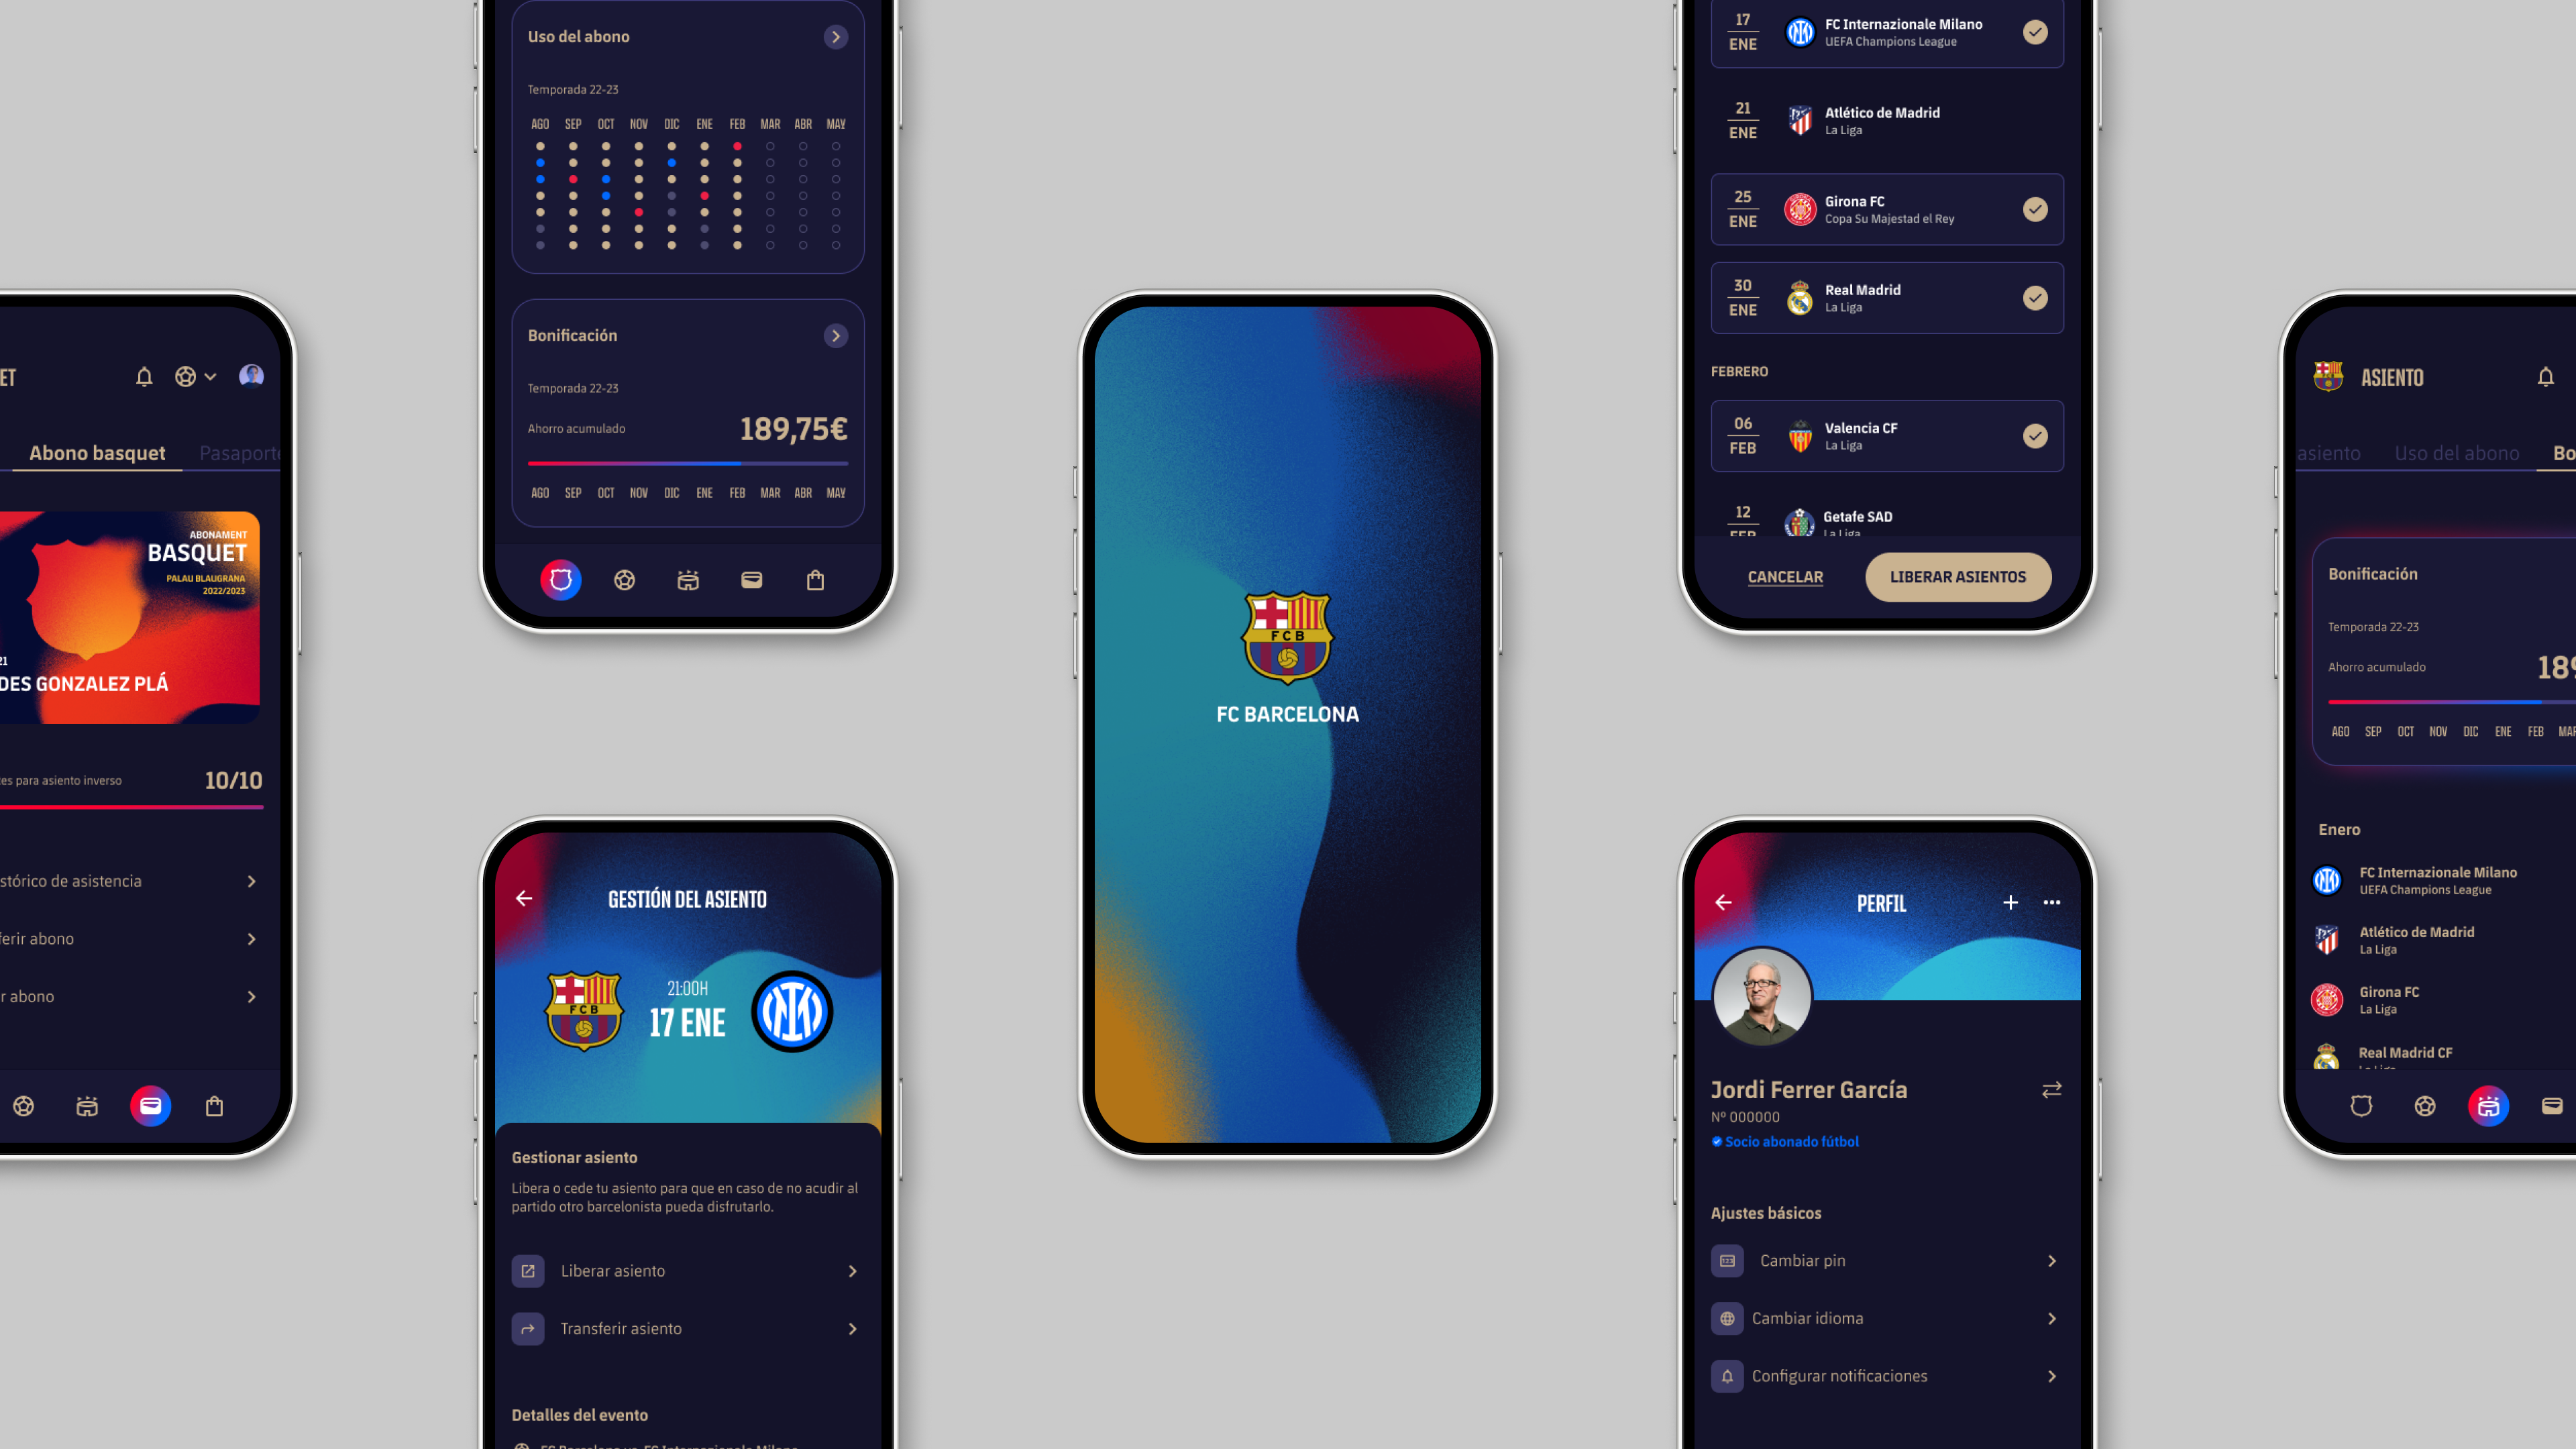 ET
Abono basquet
Pasaporte
ABONAMENT
BASQUET
PALAU BLAUGRANA
2022/2023
21
DES GONZALEZ PLÁ
es para asiento inverso
10/10
stórico de asistencia
ferir abono
r abono
Uso del abono
Temporada 22-23
AGO SEP OCT NOV DIC ENE FEB MAR ABR MAY
Bonificación
Temporada 22-23
Ahorro acumulado 189,75€
AGO SEP OCT NOV DIC ENE FEB MAR ABR MAY
GESTIÓN DEL ASIENTO
FCB
21:00H
17 ENE
Gestionar asiento
Libera o cede tu asiento para que en caso de no acudir al
partido otro barcelonista pueda disfrutarlo.
Liberar asiento
Transferir asiento
Detalles del evento
FC Barcelona vs. FC Internazionale Milano
FCB
FC BARCELONA
17
ENE
FC Internazionale Milano
UEFA Champions League
21
ENE
Atlético de Madrid
La Liga
25
ENE
Girona FC
Copa Su Majestad el Rey
30
ENE
Real Madrid
La Liga
FEBRERO
06
FEB
Valencia CF
La Liga
12
FEB
Getafe SAD
La Liga
CANCELAR
LIBERAR ASIENTOS
PERFIL
Jordi Ferrer García
Nº 000000
Socio abonado fútbol
Ajustes básicos
123
Cambiar pin
Cambiar idioma
Configurar notificaciones
ASIENTO
asiento
Uso del abono
Bo
Bonificación
Temporada 22-23
Ahorro acumulado 189
AGO SEP OCT NOV DIC ENE FEB MAR
Enero
FC Internazionale Milano
UEFA Champions League
Atlético de Madrid
La Liga
Girona FC
La Liga
Real Madrid CF
La Liga